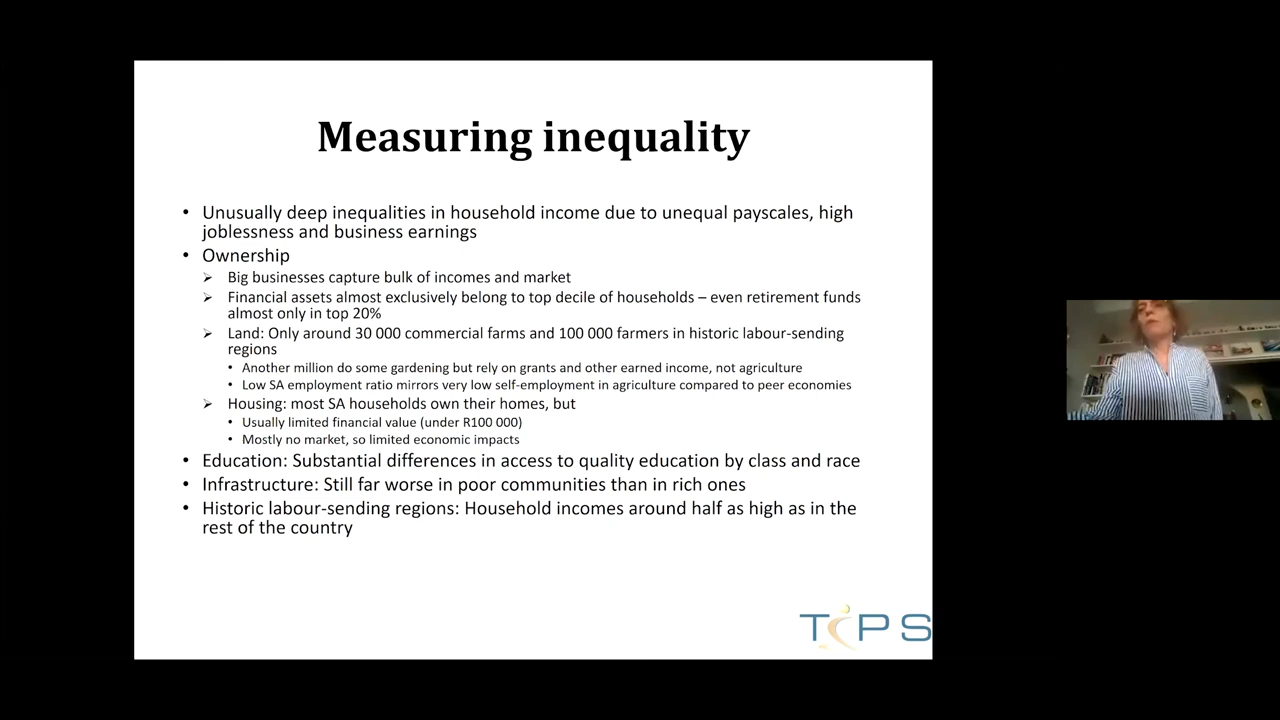 Measuring inequality
• Unusually deep inequalities in household income due to unequal payscales, high
joblessness and business earnings
• Ownership
➢ Big businesses capture bulk of incomes and market
➢ Financial assets almost exclusively belong to top decile of households – even retirement funds
almost only in top 20%
➢ Land: Only around 30 000 commercial farms and 100 000 farmers in historic labour-sending
regions
• Another million do some gardening but rely on grants and other earned income, not agriculture
• Low SA employment ratio mirrors very low self-employment in agriculture compared to peer economies
➢ Housing: most SA households own their homes, but
• Usually limited financial value (under R100 000)
• Mostly no market, so limited economic impacts
• Education: Substantial differences in access to quality education by class and race
• Infrastructure: Still far worse in poor communities than in rich ones
• Historic labour-sending regions: Household incomes around half as high as in the
rest of the country
TIPS